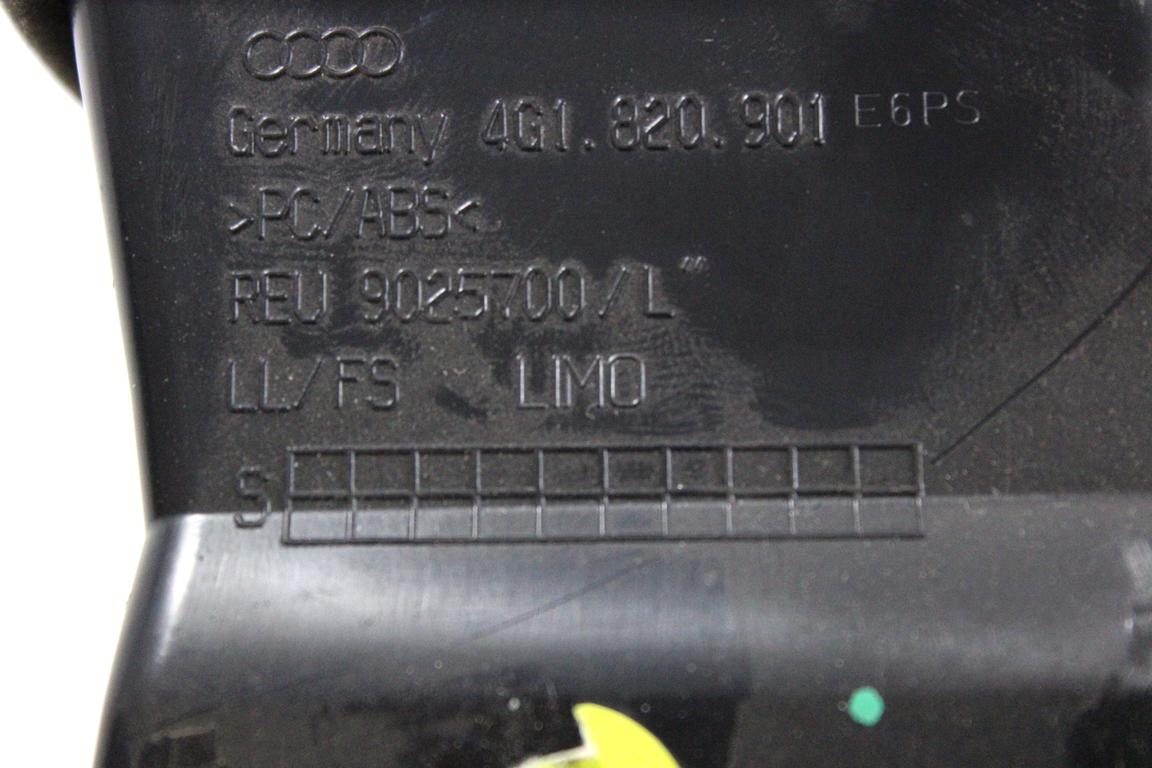 Germany 4G1.820.901 E6PS
>PC/ABS<
REU 9025700/L
LL/FS LIMO
S